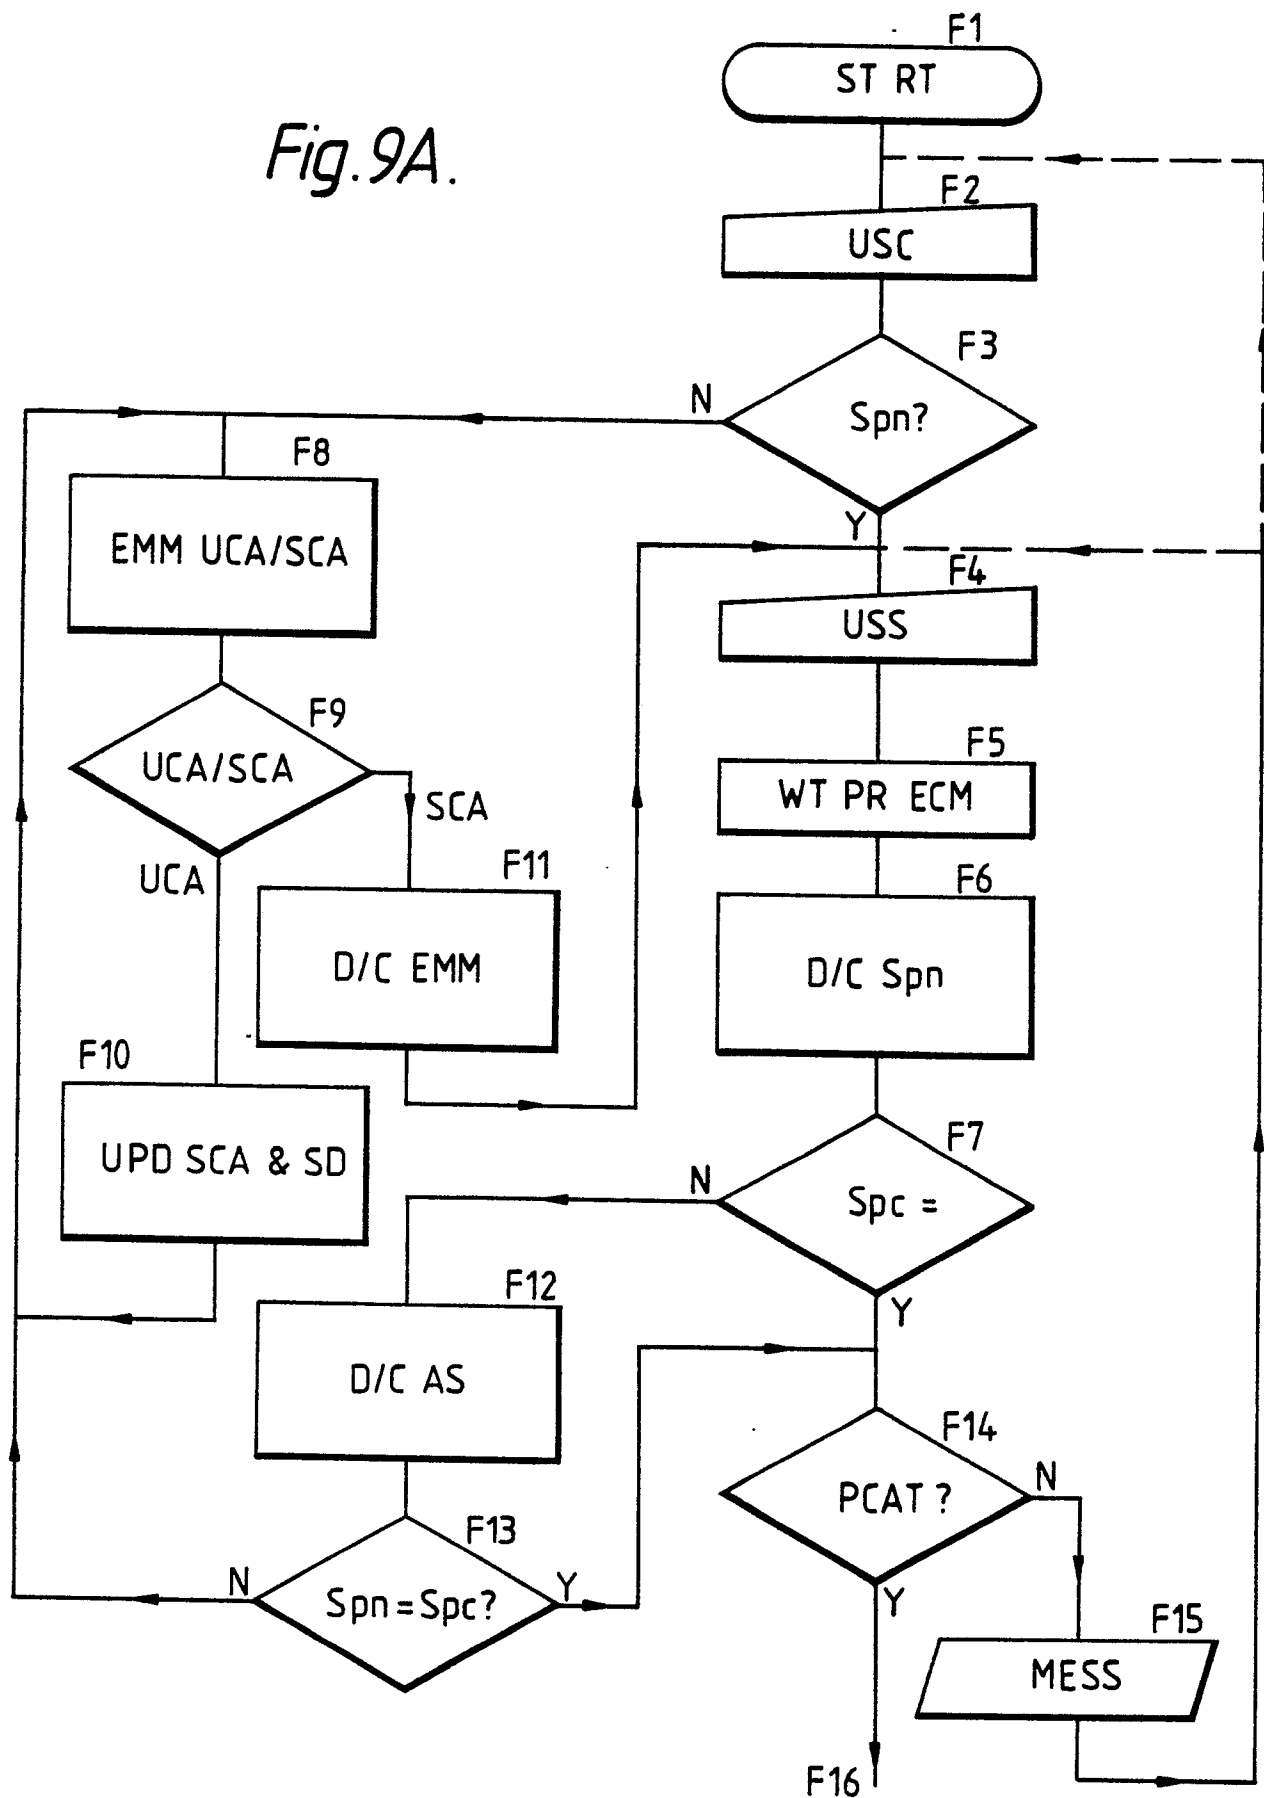 Fig.9A.
F1
ST RT
F2
USC
F3
Spn?
N
Y
F4
USS
F5
WT PR ECM
F6
D/C Spn
F7
Spc =
N
Y
F8
EMM UCA/SCA
F9
UCA/SCA
SCA
UCA
F10
UPD SCA & SD
F11
D/C EMM
F12
D/C AS
F13
Spn=Spc?
N
Y
F14
PCAT ?
N
Y
F15
MESS
F16